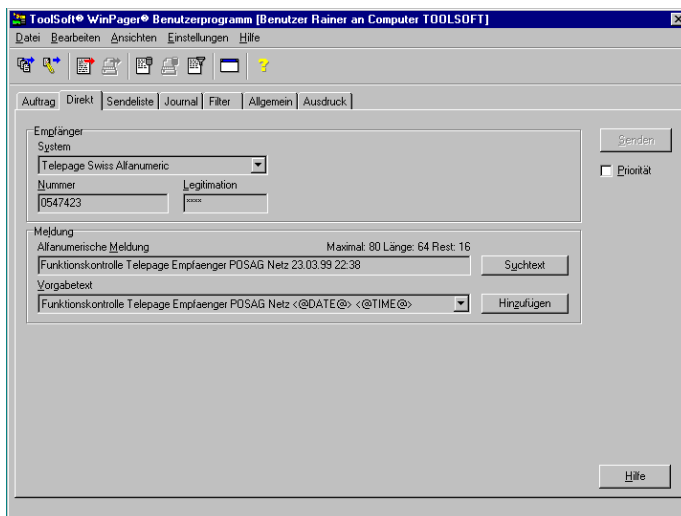 ToolSoft® WinPager® Benutzerprogramm [Benutzer Rainer an Computer TOOLSOFT]
Datei Bearbeiten Ansichten Einstellungen Hilfe
Auftrag Direkt Sendeliste Journal Filter Allgemein Ausdruck
Empfänger
System
Telepage Swiss Alfanumeric
Nummer Legitimation
0547423 ****
Senden
Priorität
Meldung
Alfanumerische Meldung Maximal: 80 Länge: 64 Rest: 16
Funktionskontrolle Telepage Empfaenger POSAG Netz 23.03.99 22:38 Suchtext
Vorgabetext
Funktionskontrolle Telepage Empfaenger POSAG Netz <@DATE@> <@TIME@> Hinzufügen
Hilfe